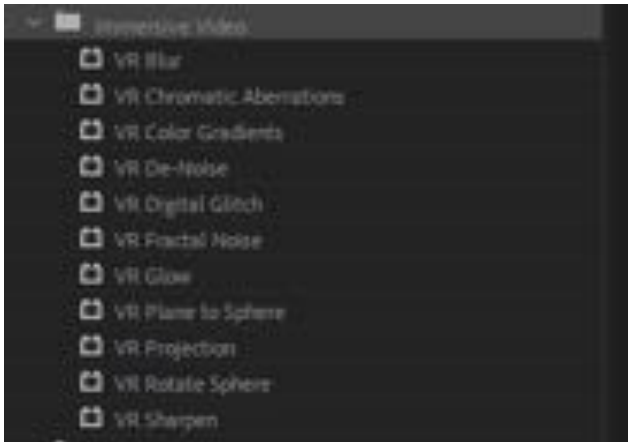 Immersive Video
VR Blur
VR Chromatic Aberrations
VR Color Gradients
VR De-Noise
VR Digital Glitch
VR Fractal Noise
VR Glow
VR Plane to Sphere
VR Projection
VR Rotate Sphere
VR Sharpen